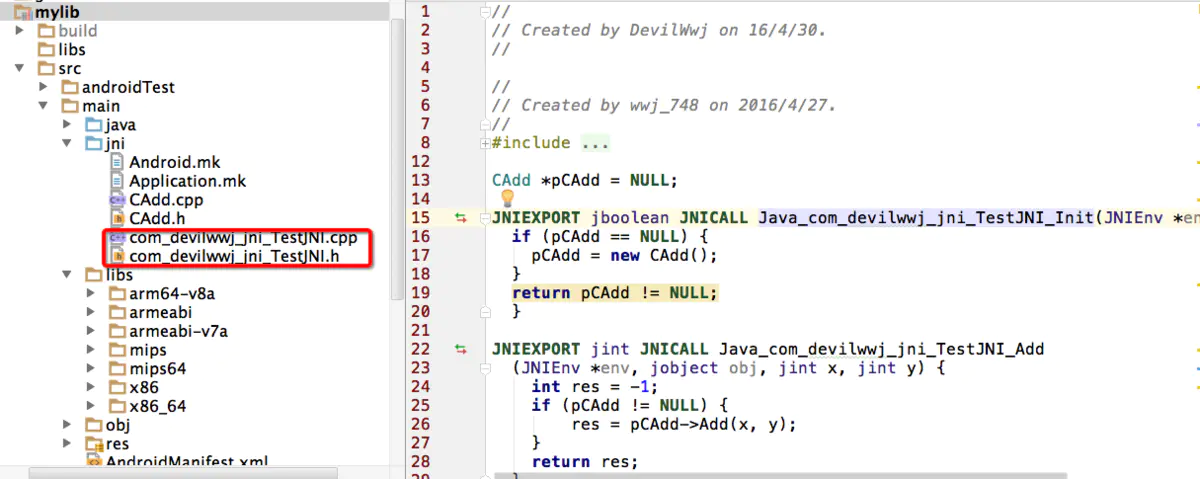 mylib
build
libs
src
androidTest
main
java
jni
Android.mk
Application.mk
CAdd.cpp
CAdd.h
com_devilwwj_jni_TestJNI.cpp
com_devilwwj_jni_TestJNI.h
libs
arm64-v8a
armeabi
armeabi-v7a
mips
mips64
x86
x86_64
obj
res
AndroidManifest.xml
1 //
2 // Created by DevilWwj on 16/4/30.
3 //
4
5 //
6 // Created by wwj_748 on 2016/4/27.
7 //
8 #include ...
12
13 CAdd *pCAdd = NULL;
14
15 JNIEXPORT jboolean JNICALL Java_com_devilwwj_jni_TestJNI_Init(JNIEnv *en
16 if (pCAdd == NULL) {
17 pCAdd = new CAdd();
18 }
19 return pCAdd != NULL;
20 }
21
22 JNIEXPORT jint JNICALL Java_com_devilwwj_jni_TestJNI_Add
23 (JNIEnv *env, jobject obj, jint x, jint y) {
24 int res = -1;
25 if (pCAdd != NULL) {
26 res = pCAdd->Add(x, y);
27 }
28 return res;
29 }